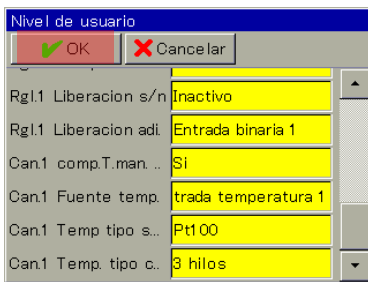 Nivel de usuario
OK Cancelar
Rgl.1 Liberacion s/n Inactivo
Rgl.1 Liberacion adi. Entrada binaria 1
Can.1 comp.T.man. .. Si
Can.1 Fuente temp. trada temperatura 1
Can.1 Temp tipo s... Pt100
Can.1 Temp. tipo c.. 3 hilos